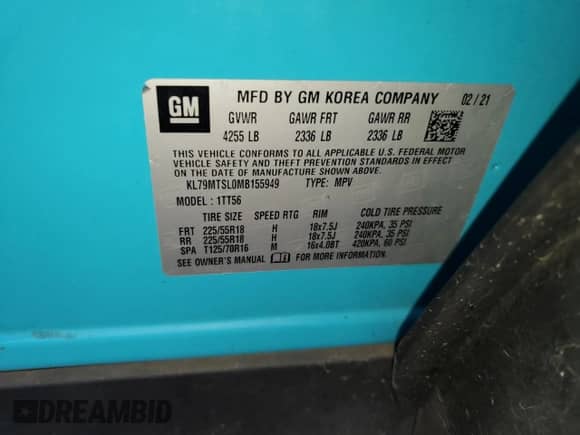 GM
MFD BY GM KOREA COMPANY 02/21
GVWR GAWR FRT GAWR RR
4255 LB 2336 LB 2336 LB
THIS VEHICLE CONFORMS TO ALL APPLICABLE U.S. FEDERAL MOTOR
VEHICLE SAFETY AND THEFT PREVENTION STANDARDS IN EFFECT
ON THE DATE OF MANUFACTURE SHOWN ABOVE.
KL79MTSL0MB155949 TYPE: MPV
MODEL: 1TT56
TIRE SIZE SPEED RTG RIM COLD TIRE PRESSURE
FRT 225/55R18 H 18x7.5J 240KPA, 35 PSI
RR 225/55R18 H 18x7.5J 240KPA, 35 PSI
SPA T125/70R16 M 16x4.0BT 420KPA, 60 PSI
SEE OWNER'S MANUAL FOR MORE INFORMATION.
DREAMBID